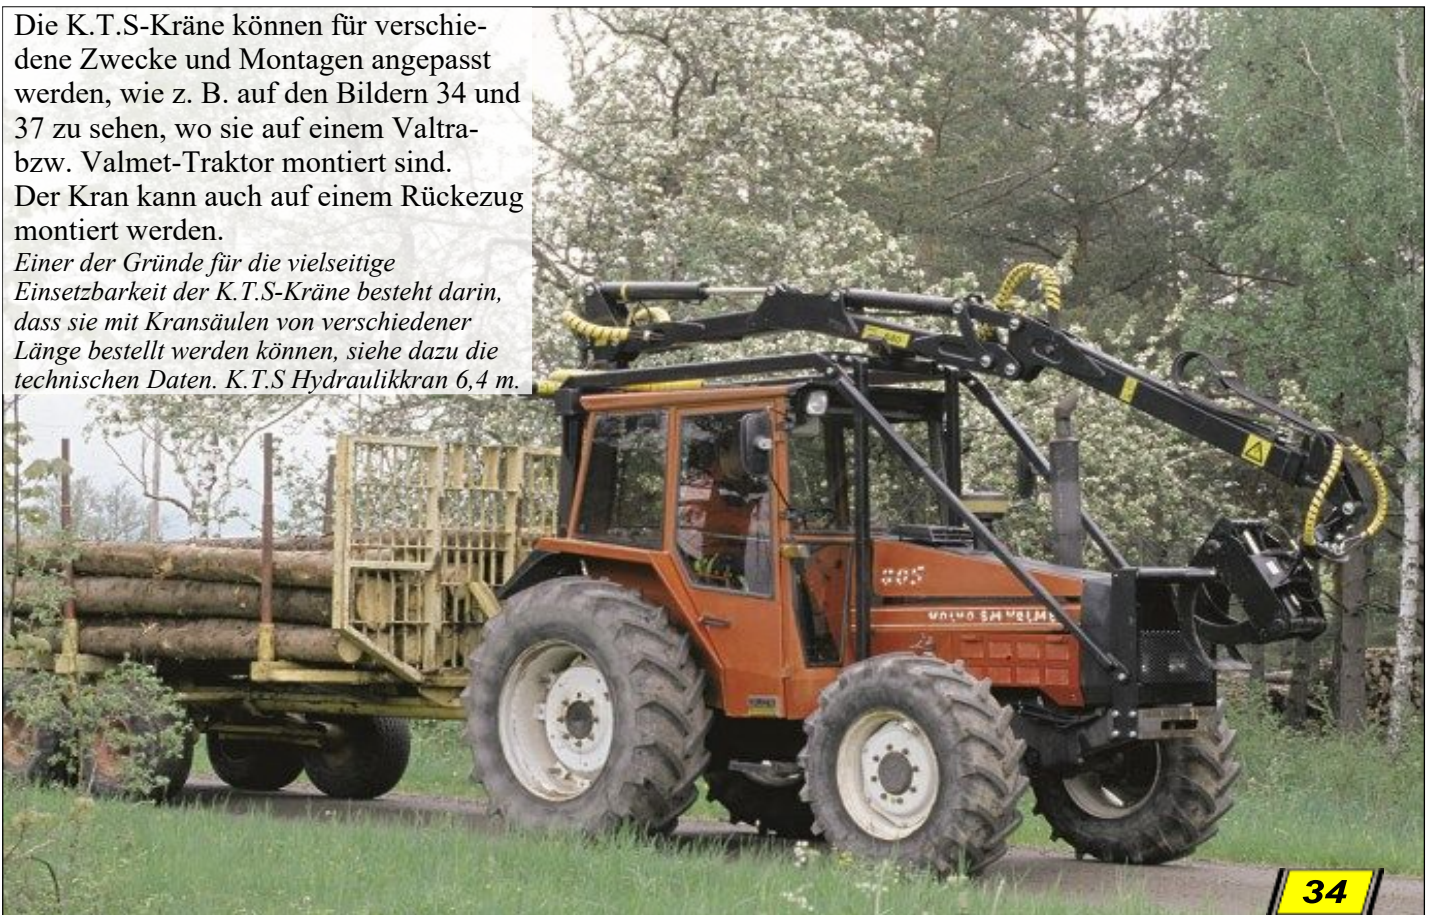 Die K.T.S-Kräne können für verschie-
dene Zwecke und Montagen angepasst
werden, wie z. B. auf den Bildern 34 und
37 zu sehen, wo sie auf einem Valtra-
bzw. Valmet-Traktor montiert sind.
Der Kran kann auch auf einem Rückezug
montiert werden.
Einer der Gründe für die vielseitige
Einsetzbarkeit der K.T.S-Kräne besteht darin,
dass sie mit Kransäulen von verschiedener
Länge bestellt werden können, siehe dazu die
technischen Daten. K.T.S Hydraulikkran 6,4 m.
805
VOLVO BM VALMET
34